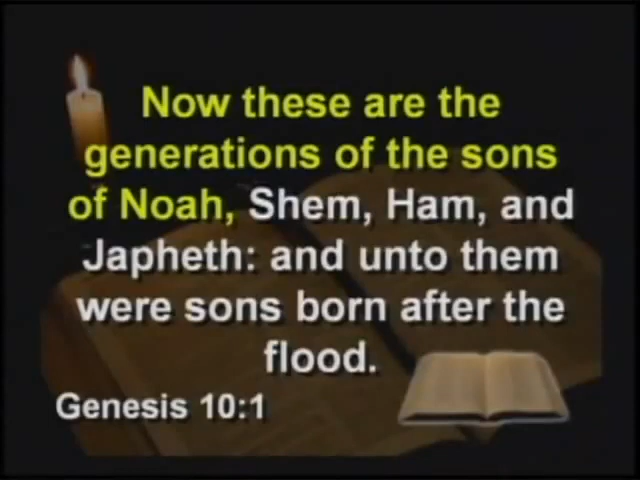 Now these are the
generations of the sons
of Noah, Shem, Ham, and
Japheth: and unto them
were sons born after the
flood.
Genesis 10:1